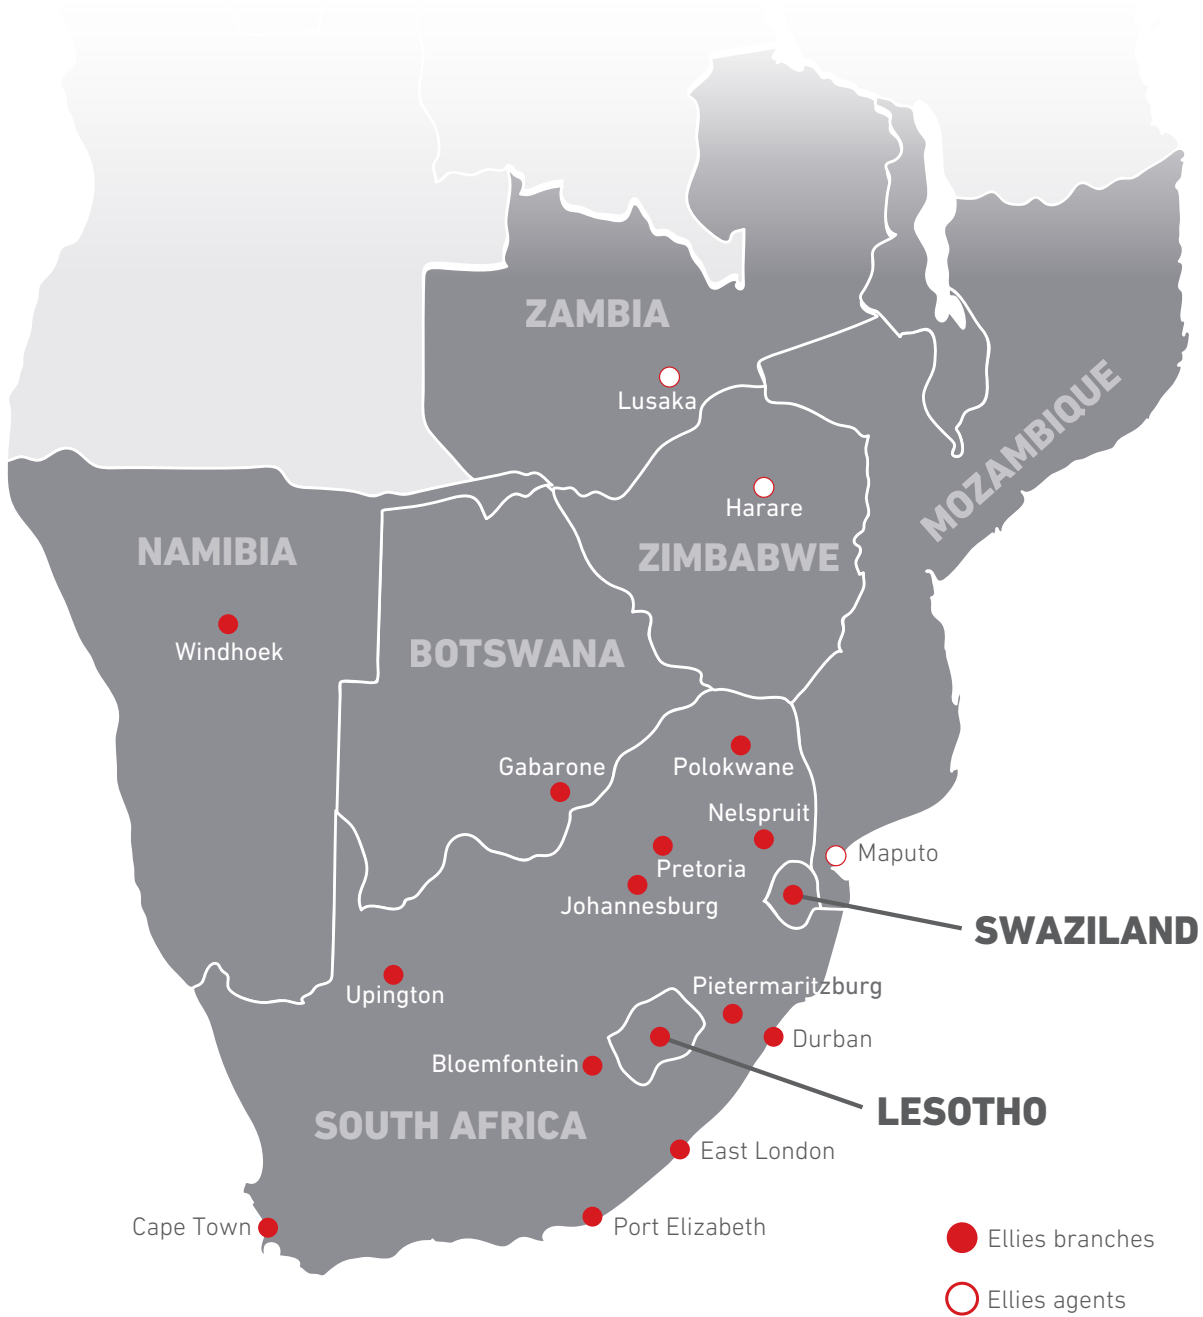 ZAMBIA
Lusaka
MOZAMBIQUE
Harare
ZIMBABWE
NAMIBIA
Windhoek
BOTSWANA
Gabarone
Polokwane
Nelspruit
Maputo
Pretoria
Johannesburg
SWAZILAND
Upington
Pietermaritzburg
Durban
Bloemfontein
LESOTHO
SOUTH AFRICA
East London
Cape Town
Port Elizabeth
Ellies branches
Ellies agents